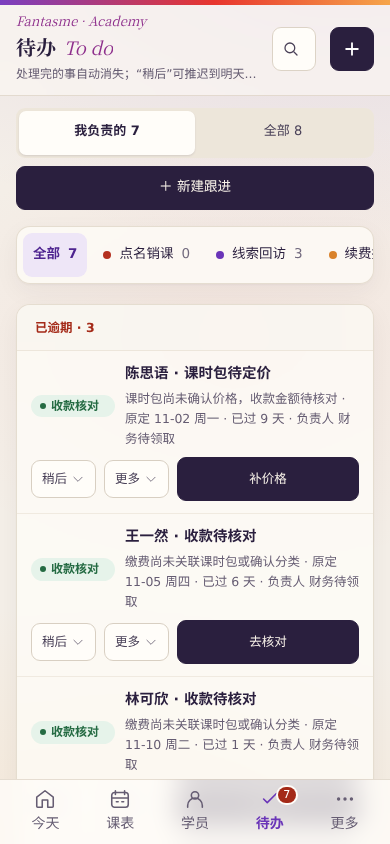 Fantasme · Academy
待办 To do
处理完的事自动消失；“稍后”可推迟到明天…
我负责的 7
全部 8
＋ 新建跟进
全部 7
点名销课 0
线索回访 3
续费
已逾期 · 3
陈思语 · 课时包待定价
收款核对
课时包尚未确认价格，收款金额待核对 ·
原定 11-02 周一 · 已过 9 天 · 负责人 财
务待领取
稍后
更多
补价格
王一然 · 收款待核对
收款核对
缴费尚未关联课时包或确认分类 · 原定
11-05 周四 · 已过 6 天 · 负责人 财务待领
取
稍后
更多
去核对
林可欣 · 收款待核对
收款核对
缴费尚未关联课时包或确认分类 · 原定
11-10 周二 · 已过 1 天 · 负责人 财务待领
取
7
今天
课表
学员
待办
更多